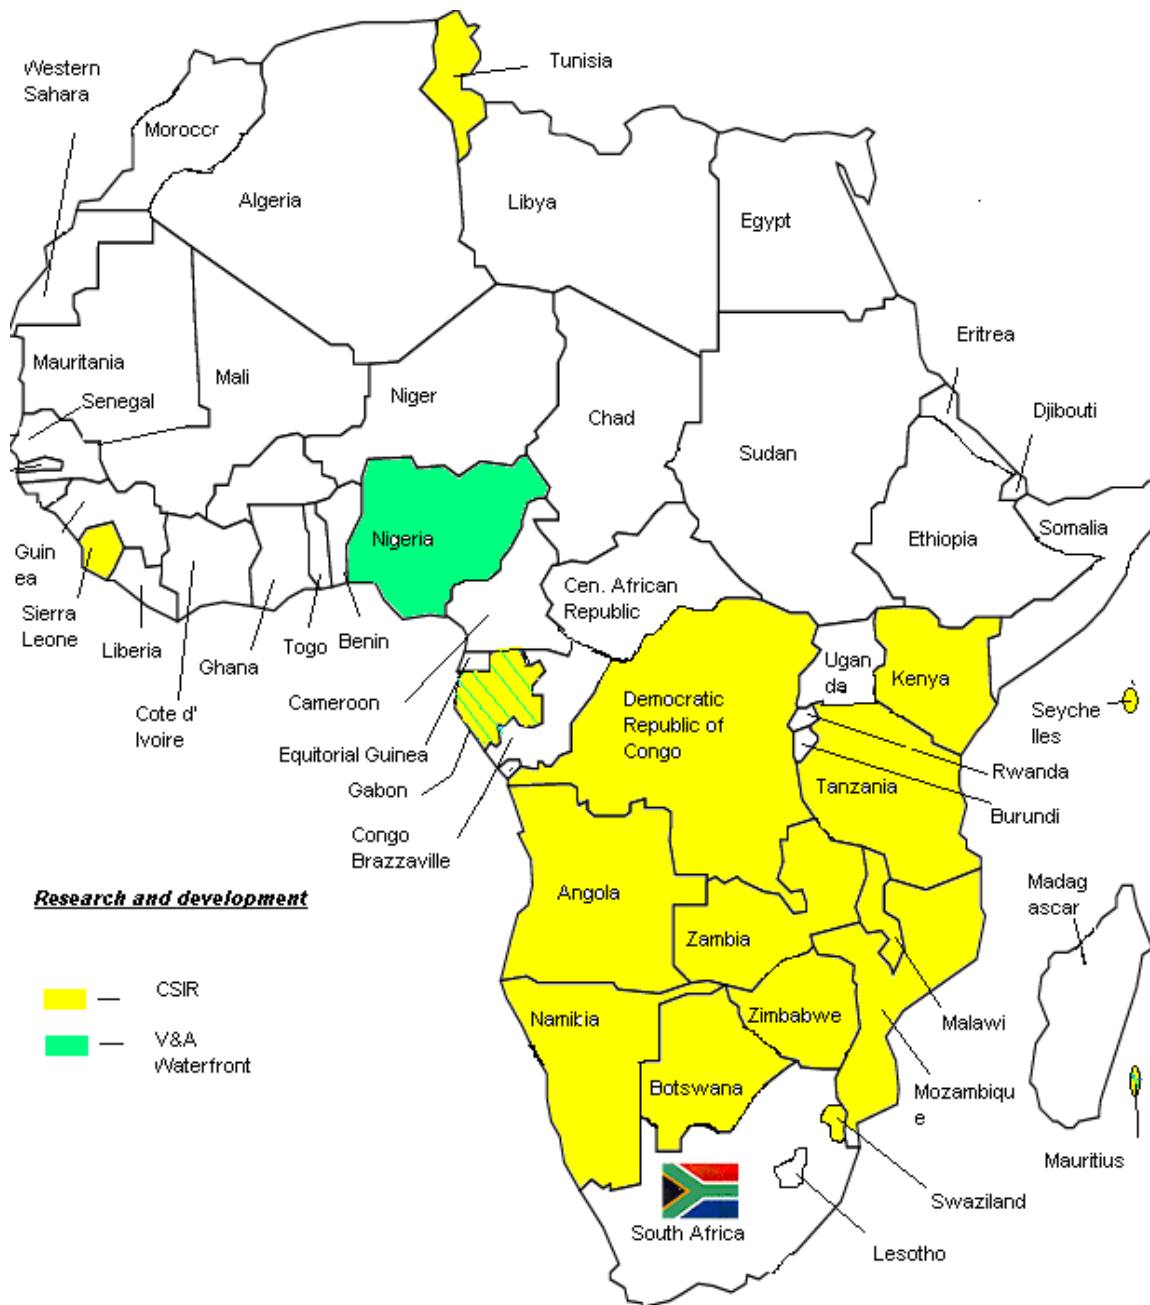 Western
Sahara
Tunisia
Morocc
Algeria
Libya
Egypt
Mauritania
Mali
Niger
Chad
Sudan
Eritrea
Djibouti
Senegal
Nigeria
Ethiopia
Somalia
Guin
ea
Sierra
Leone
Liberia
Cote d'
Ivoire
Ghana
Togo
Benin
Cen. African
Republic
Cameroon
Equitorial Guinea
Gabon
Congo
Brazzaville
Democratic
Republic of
Congo
Ugan
da
Kenya
Seyche
lles
Rwanda
Burundi
Tanzania
Research and development
CSIR
V&A
Waterfront
Angola
Zambia
Malawi
Madag
ascar
Namibia
Botswana
Zimbabwe
Mozambiqu
e
Mauritius
Swaziland
Lesotho
South Africa